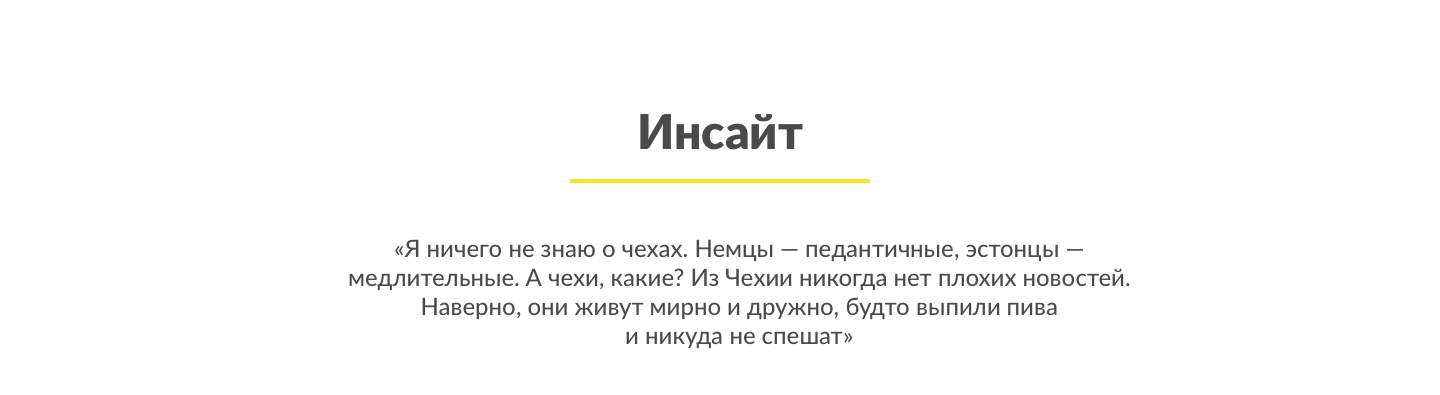 Инсайт
«Я ничего не знаю о чехах. Немцы — педантичные, эстонцы —
медлительные. А чехи, какие? Из Чехии никогда нет плохих новостей.
Наверно, они живут мирно и дружно, будто выпили пива
и никуда не спешат»